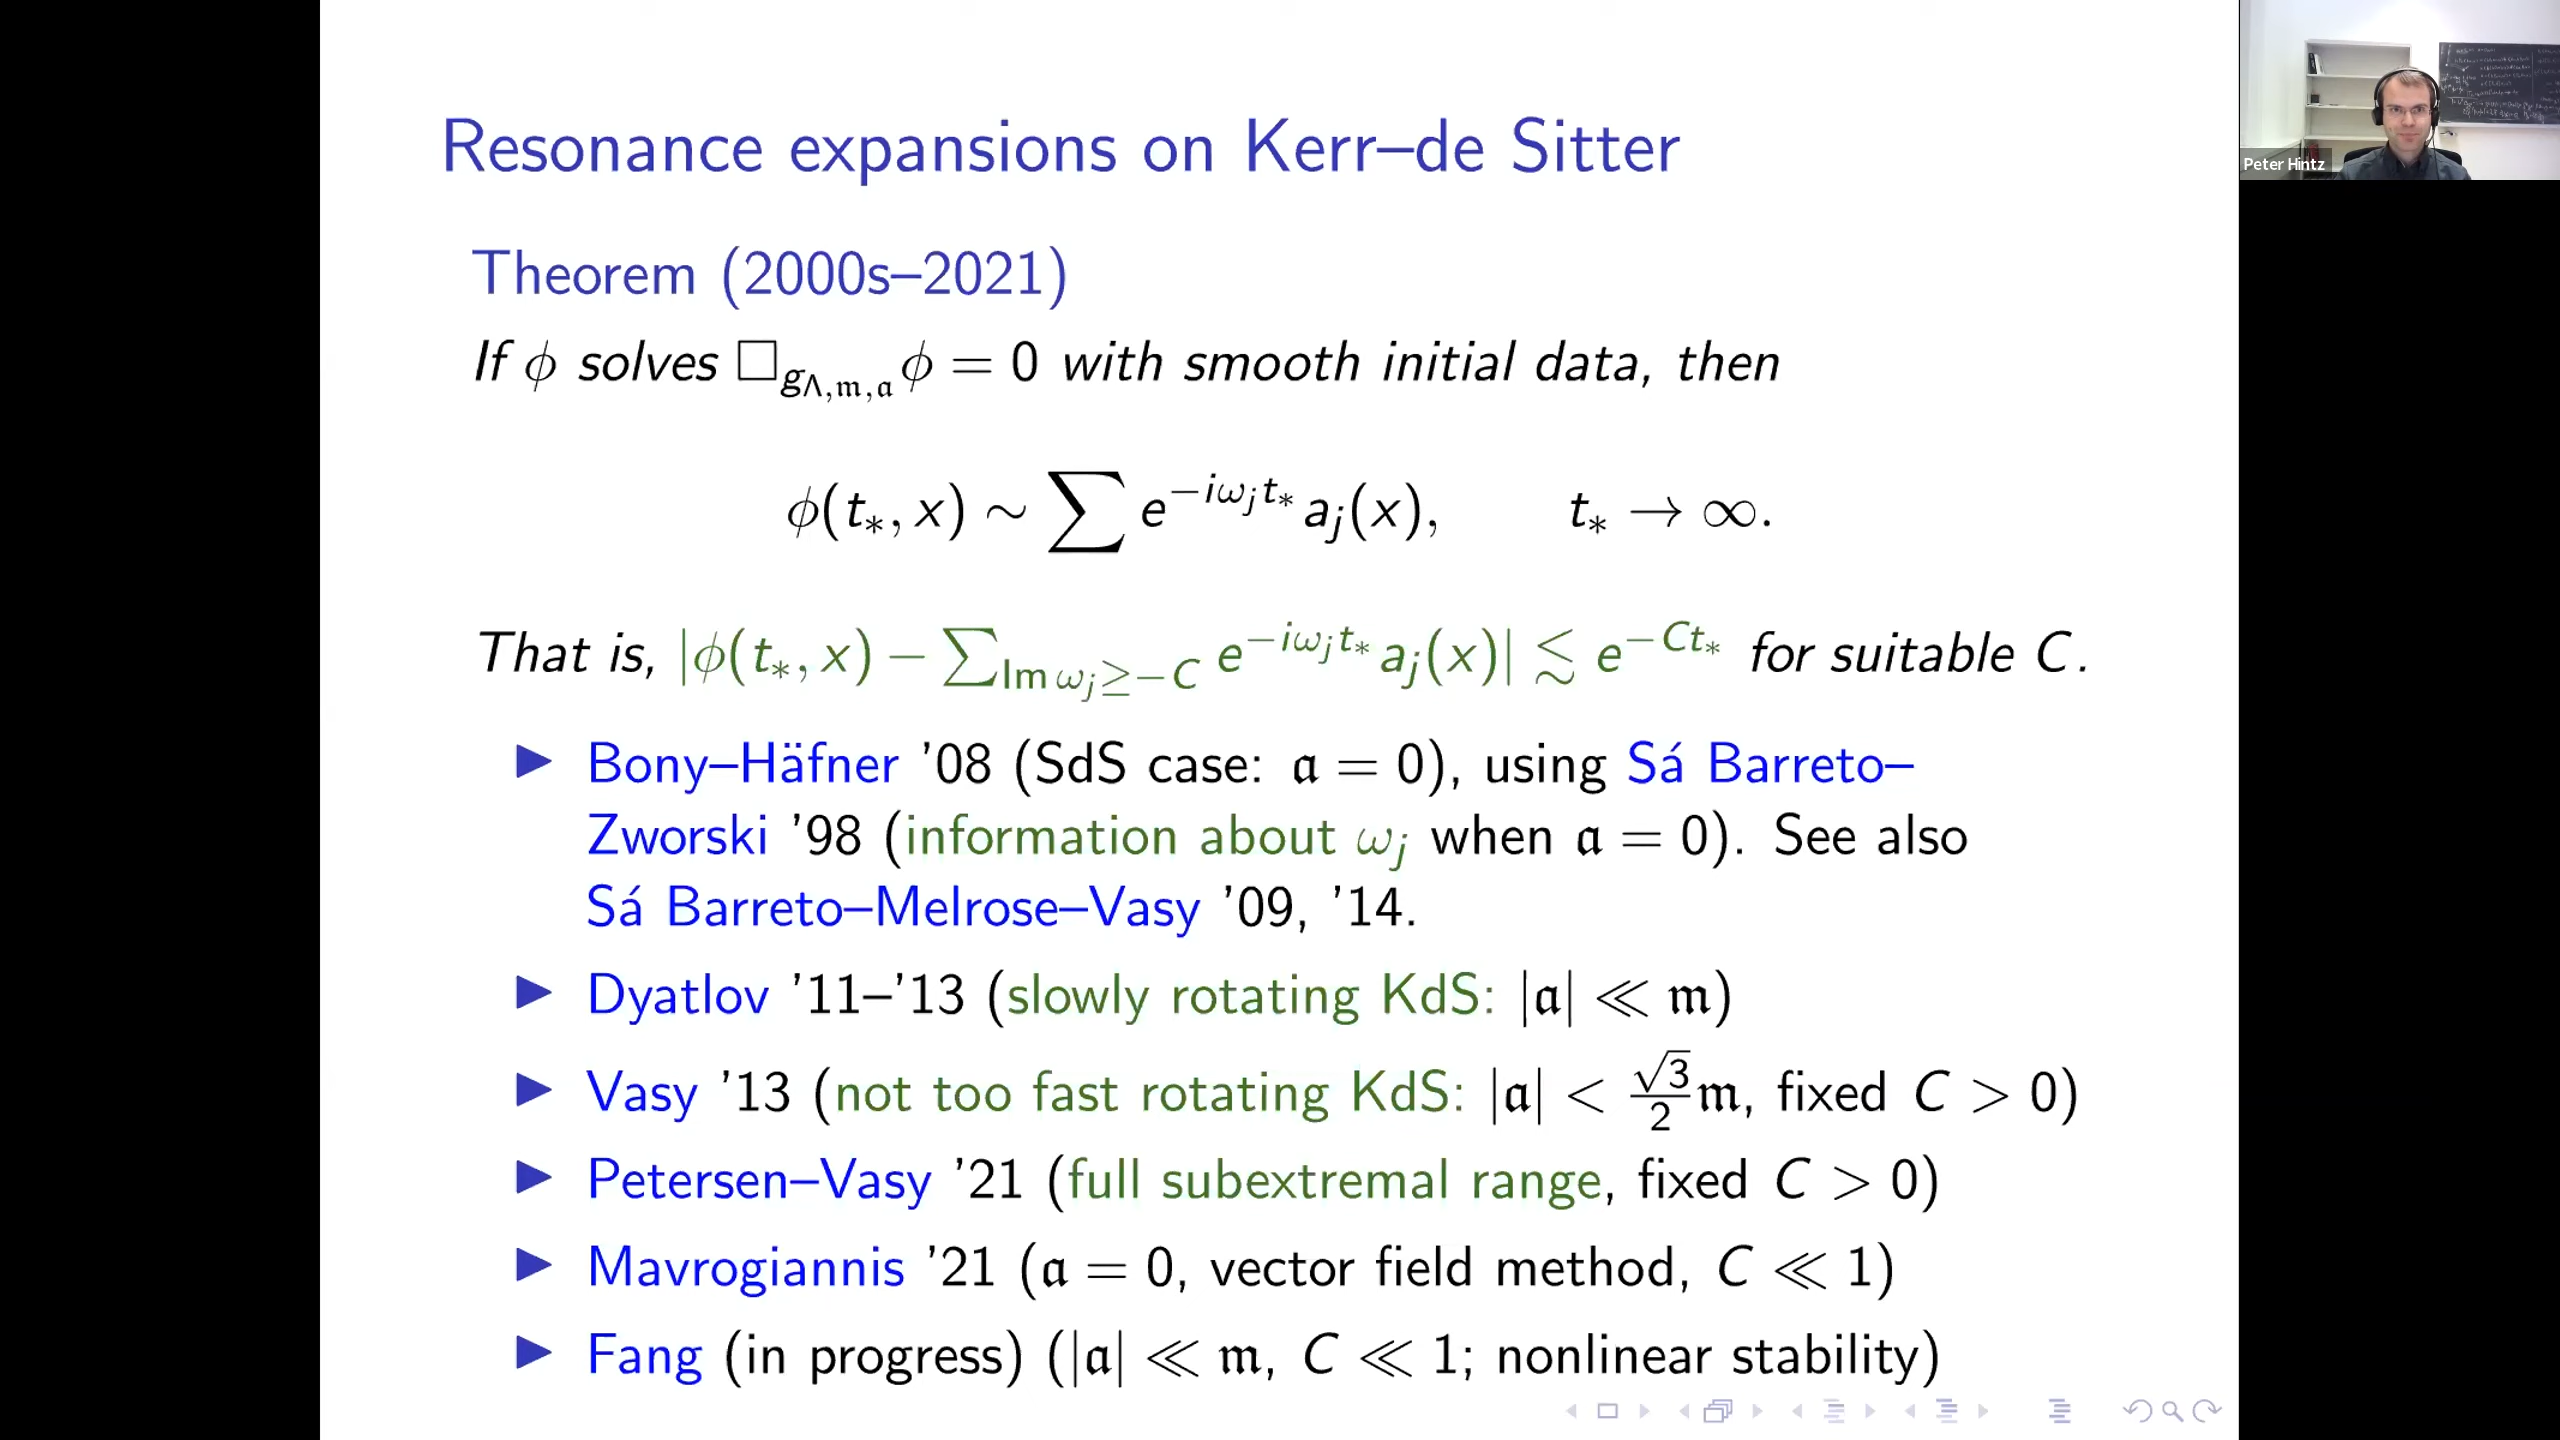 Resonance expansions on Kerr–de Sitter
Peter Hintz
Theorem (2000s–2021)
If ϕ solves □_{g_{Λ,𝔪,𝔞}} ϕ = 0 with smooth initial data, then
ϕ(t_*, x) ∼ ∑ e^{−iω_j t_*} a_j(x), t_* → ∞.
That is, |ϕ(t_*, x) − ∑_{Im ω_j ≥ −C} e^{−iω_j t_*} a_j(x)| ≲ e^{−Ct_*} for suitable C.
▶ Bony–Häfner ’08 (SdS case: 𝔞 = 0), using Sá Barreto–
Zworski ’98 (information about ω_j when 𝔞 = 0). See also
Sá Barreto–Melrose–Vasy ’09, ’14.
▶ Dyatlov ’11–’13 (slowly rotating KdS: |𝔞| ≪ 𝔪)
▶ Vasy ’13 (not too fast rotating KdS: |𝔞| < \frac{√3}{2}𝔪, fixed C > 0)
▶ Petersen–Vasy ’21 (full subextremal range, fixed C > 0)
▶ Mavrogiannis ’21 (𝔞 = 0, vector field method, C ≪ 1)
▶ Fang (in progress) (|𝔞| ≪ 𝔪, C ≪ 1; nonlinear stability)